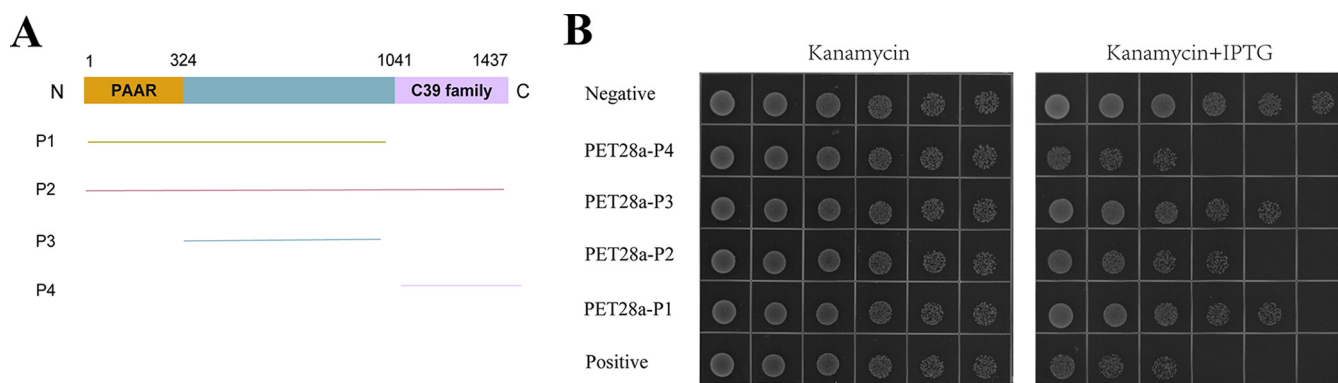 A
1 324 1041 1437
N PAAR C39 family C
P1
P2
P3
P4
B
Kanamycin Kanamycin+IPTG
Negative
PET28a-P4
PET28a-P3
PET28a-P2
PET28a-P1
Positive